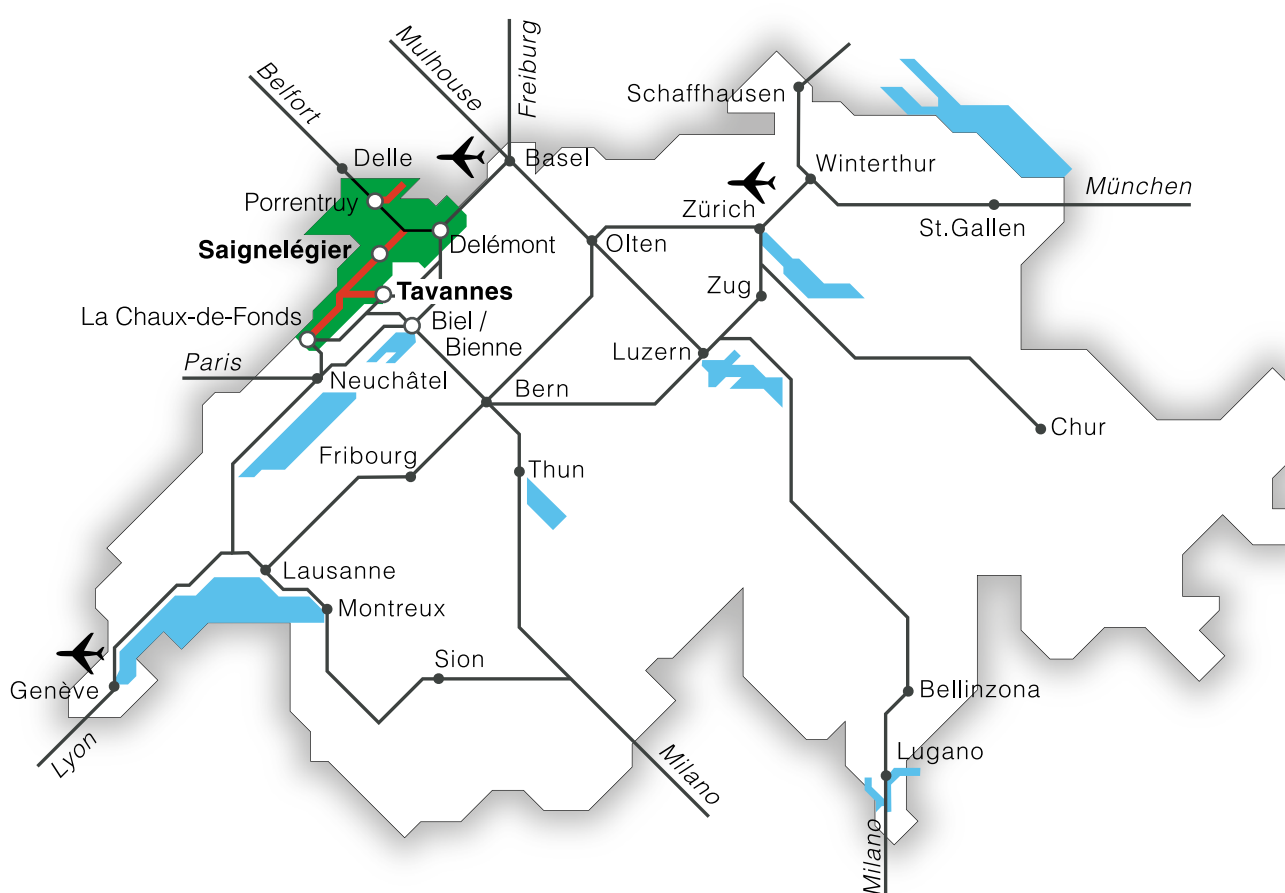 Freiburg
Mulhouse
Belfort
Schaffhausen
Delle
Basel
Winterthur
München
Porrentruy
Zürich
St.Gallen
Saignelégier
Delémont
Olten
Tavannes
Zug
La Chaux-de-Fonds
Biel /
Bienne
Luzern
Paris
Neuchâtel
Bern
Chur
Fribourg
Thun
Lausanne
Montreux
Sion
Genève
Bellinzona
Lyon
Milano
Lugano
Milano